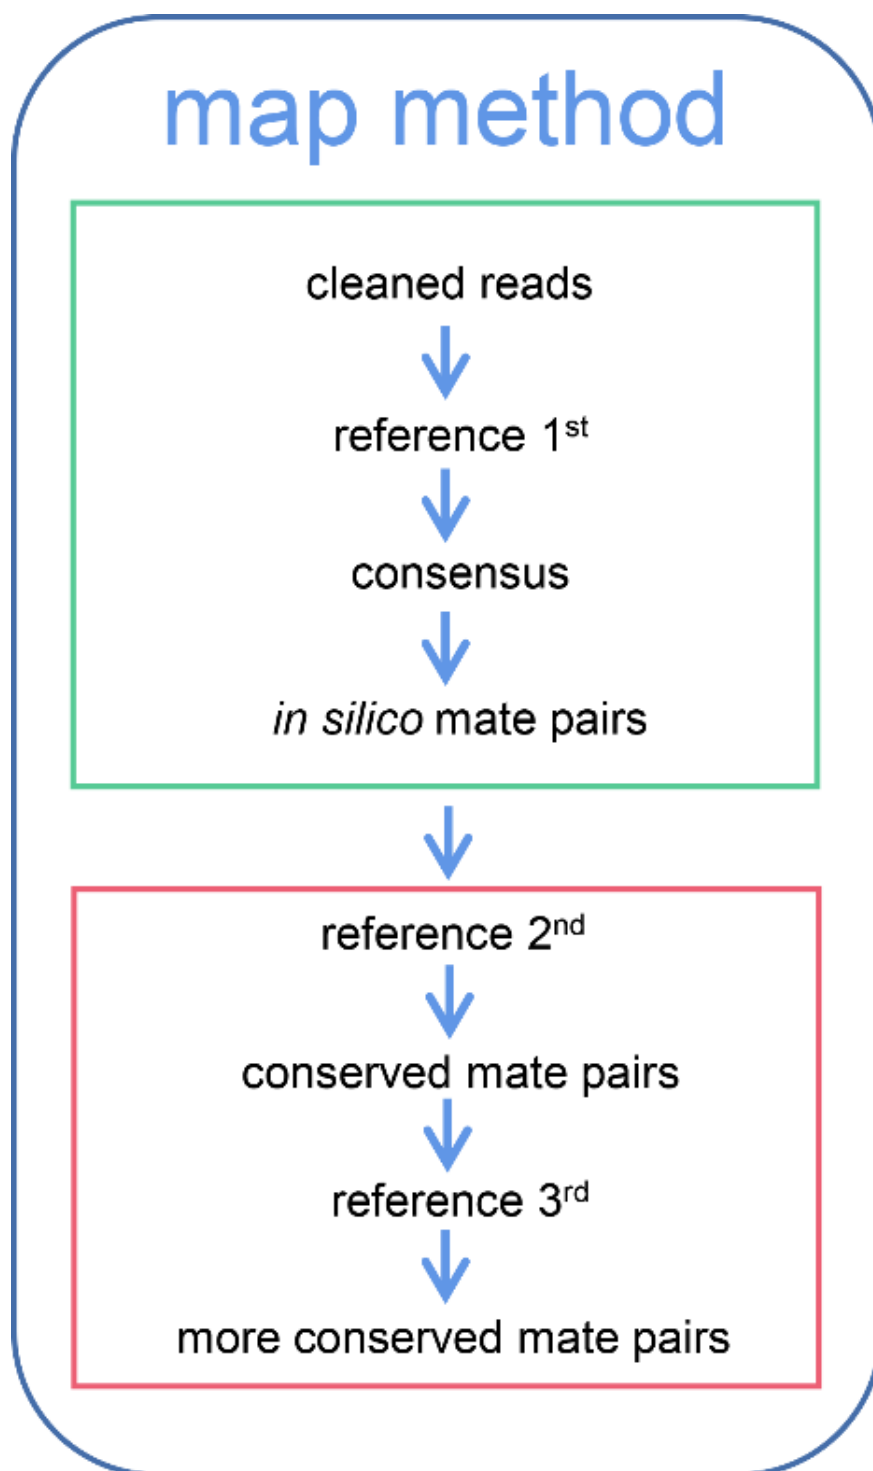 map method
cleaned reads
reference 1st
consensus
in silico mate pairs
reference 2nd
conserved mate pairs
reference 3rd
more conserved mate pairs